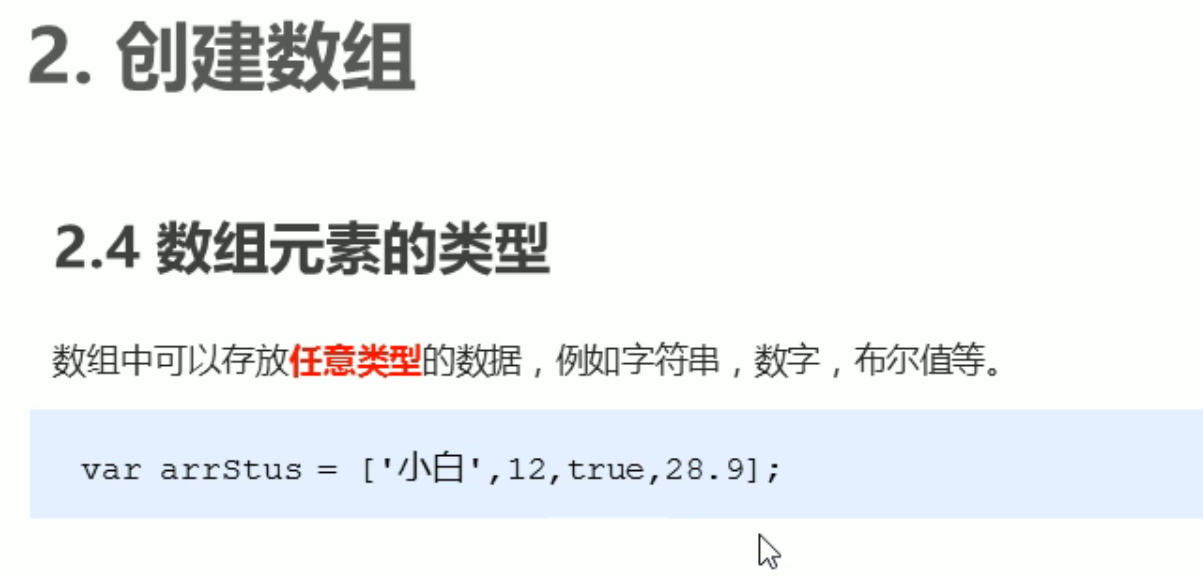 2. 创建数组
2.4 数组元素的类型
数组中可以存放任意类型的数据，例如字符串，数字，布尔值等。
var arrStus = ['小白',12,true,28.9];